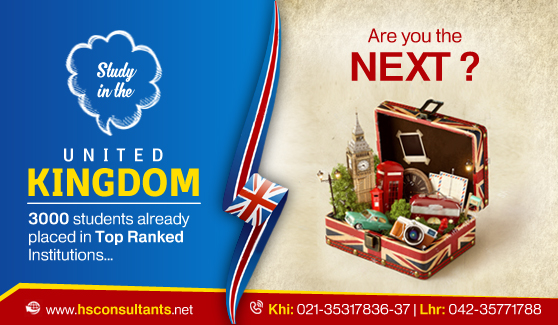 Study
in the
UNITED
KINGDOM
3000 students already
placed in Top Ranked
Institutions...
Are you the
NEXT ?
www.hsconsultants.net
Khi: 021-35317836-37 | Lhr: 042-35771788